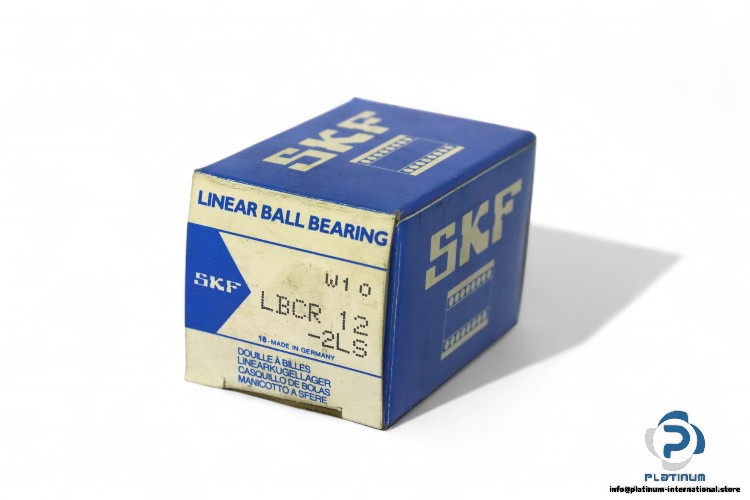 SKF
LINEAR BALL BEARING
SKF
SKF
W10
LBCR 12
-2LS
18-MADE IN GERMANY
DOUILLE À BILLES
LINEARKUGELLAGER
CASQUILLO DE BOLAS
MANICOTTO A SFERE
PLATINUM
info@platinum-international.store